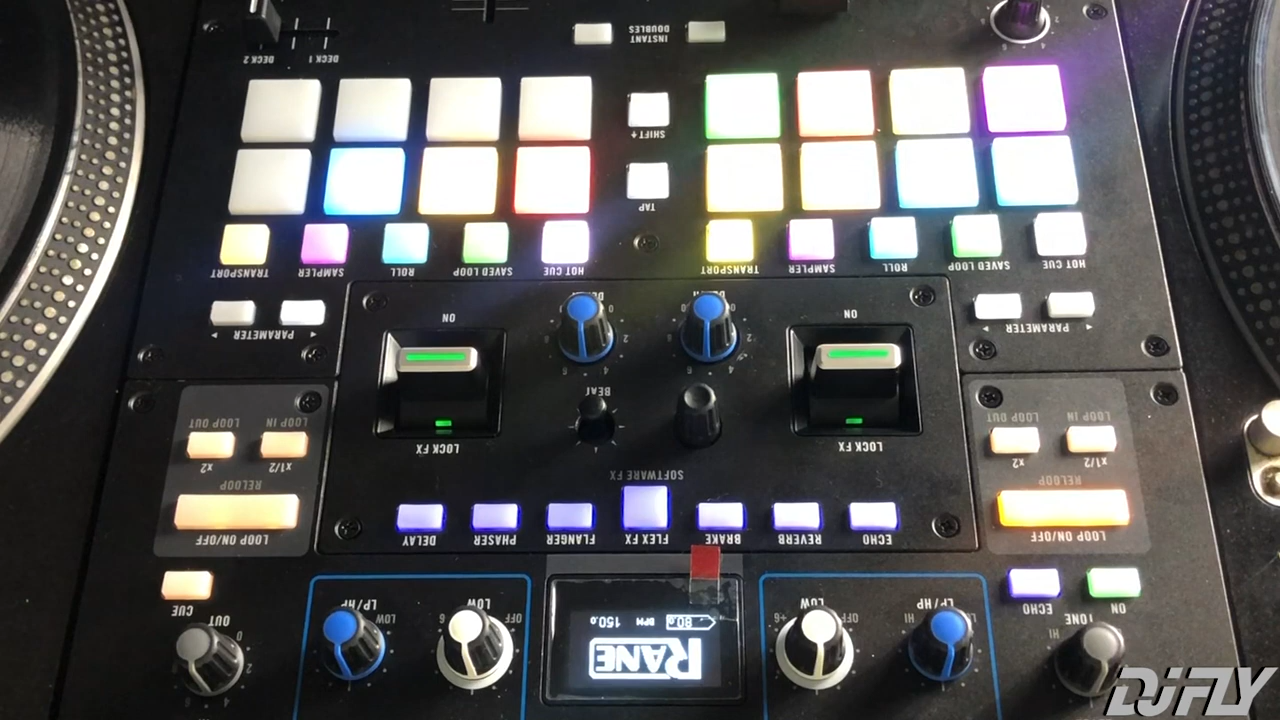 DECK 2 DECK 1
INSTANT DOUBLES
SHIFT
TAP
TRANSPORT SAMPLER ROLL SAVED LOOP HOT CUE
TRANSPORT SAMPLER ROLL SAVED LOOP HOT CUE
PARAMETER
PARAMETER
ON
ON
BEAT
LOCK FX
LOCK FX
SOFTWARE FX
LOOP OUT LOOP IN
x2 x1/2
RELOOP
LOOP ON/OFF
LOOP OUT LOOP IN
x2 x1/2
RELOOP
LOOP ON/OFF
DELAY PHASER FLANGER FLEX FX BRAKE REVERB ECHO
CUE
OUT
LP/HP
LOW
LOW OFF
150.0 BPM 80.0
RANE
LOW
OFF
LP/HP
HI LOW
ECHO ON
TONE
HI
DJFLY